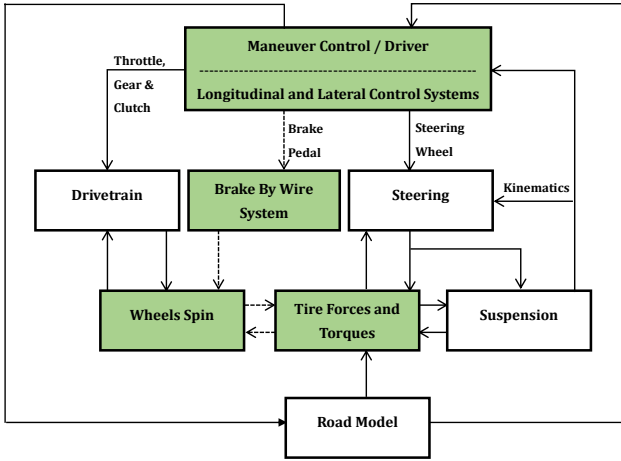 Maneuver Control / Driver
Longitudinal and Lateral Control Systems
Throttle,
Gear &
Clutch
Brake
Pedal
Steering
Wheel
Drivetrain
Brake By Wire
System
Steering
Kinematics
Wheels Spin
Tire Forces and
Torques
Suspension
Road Model